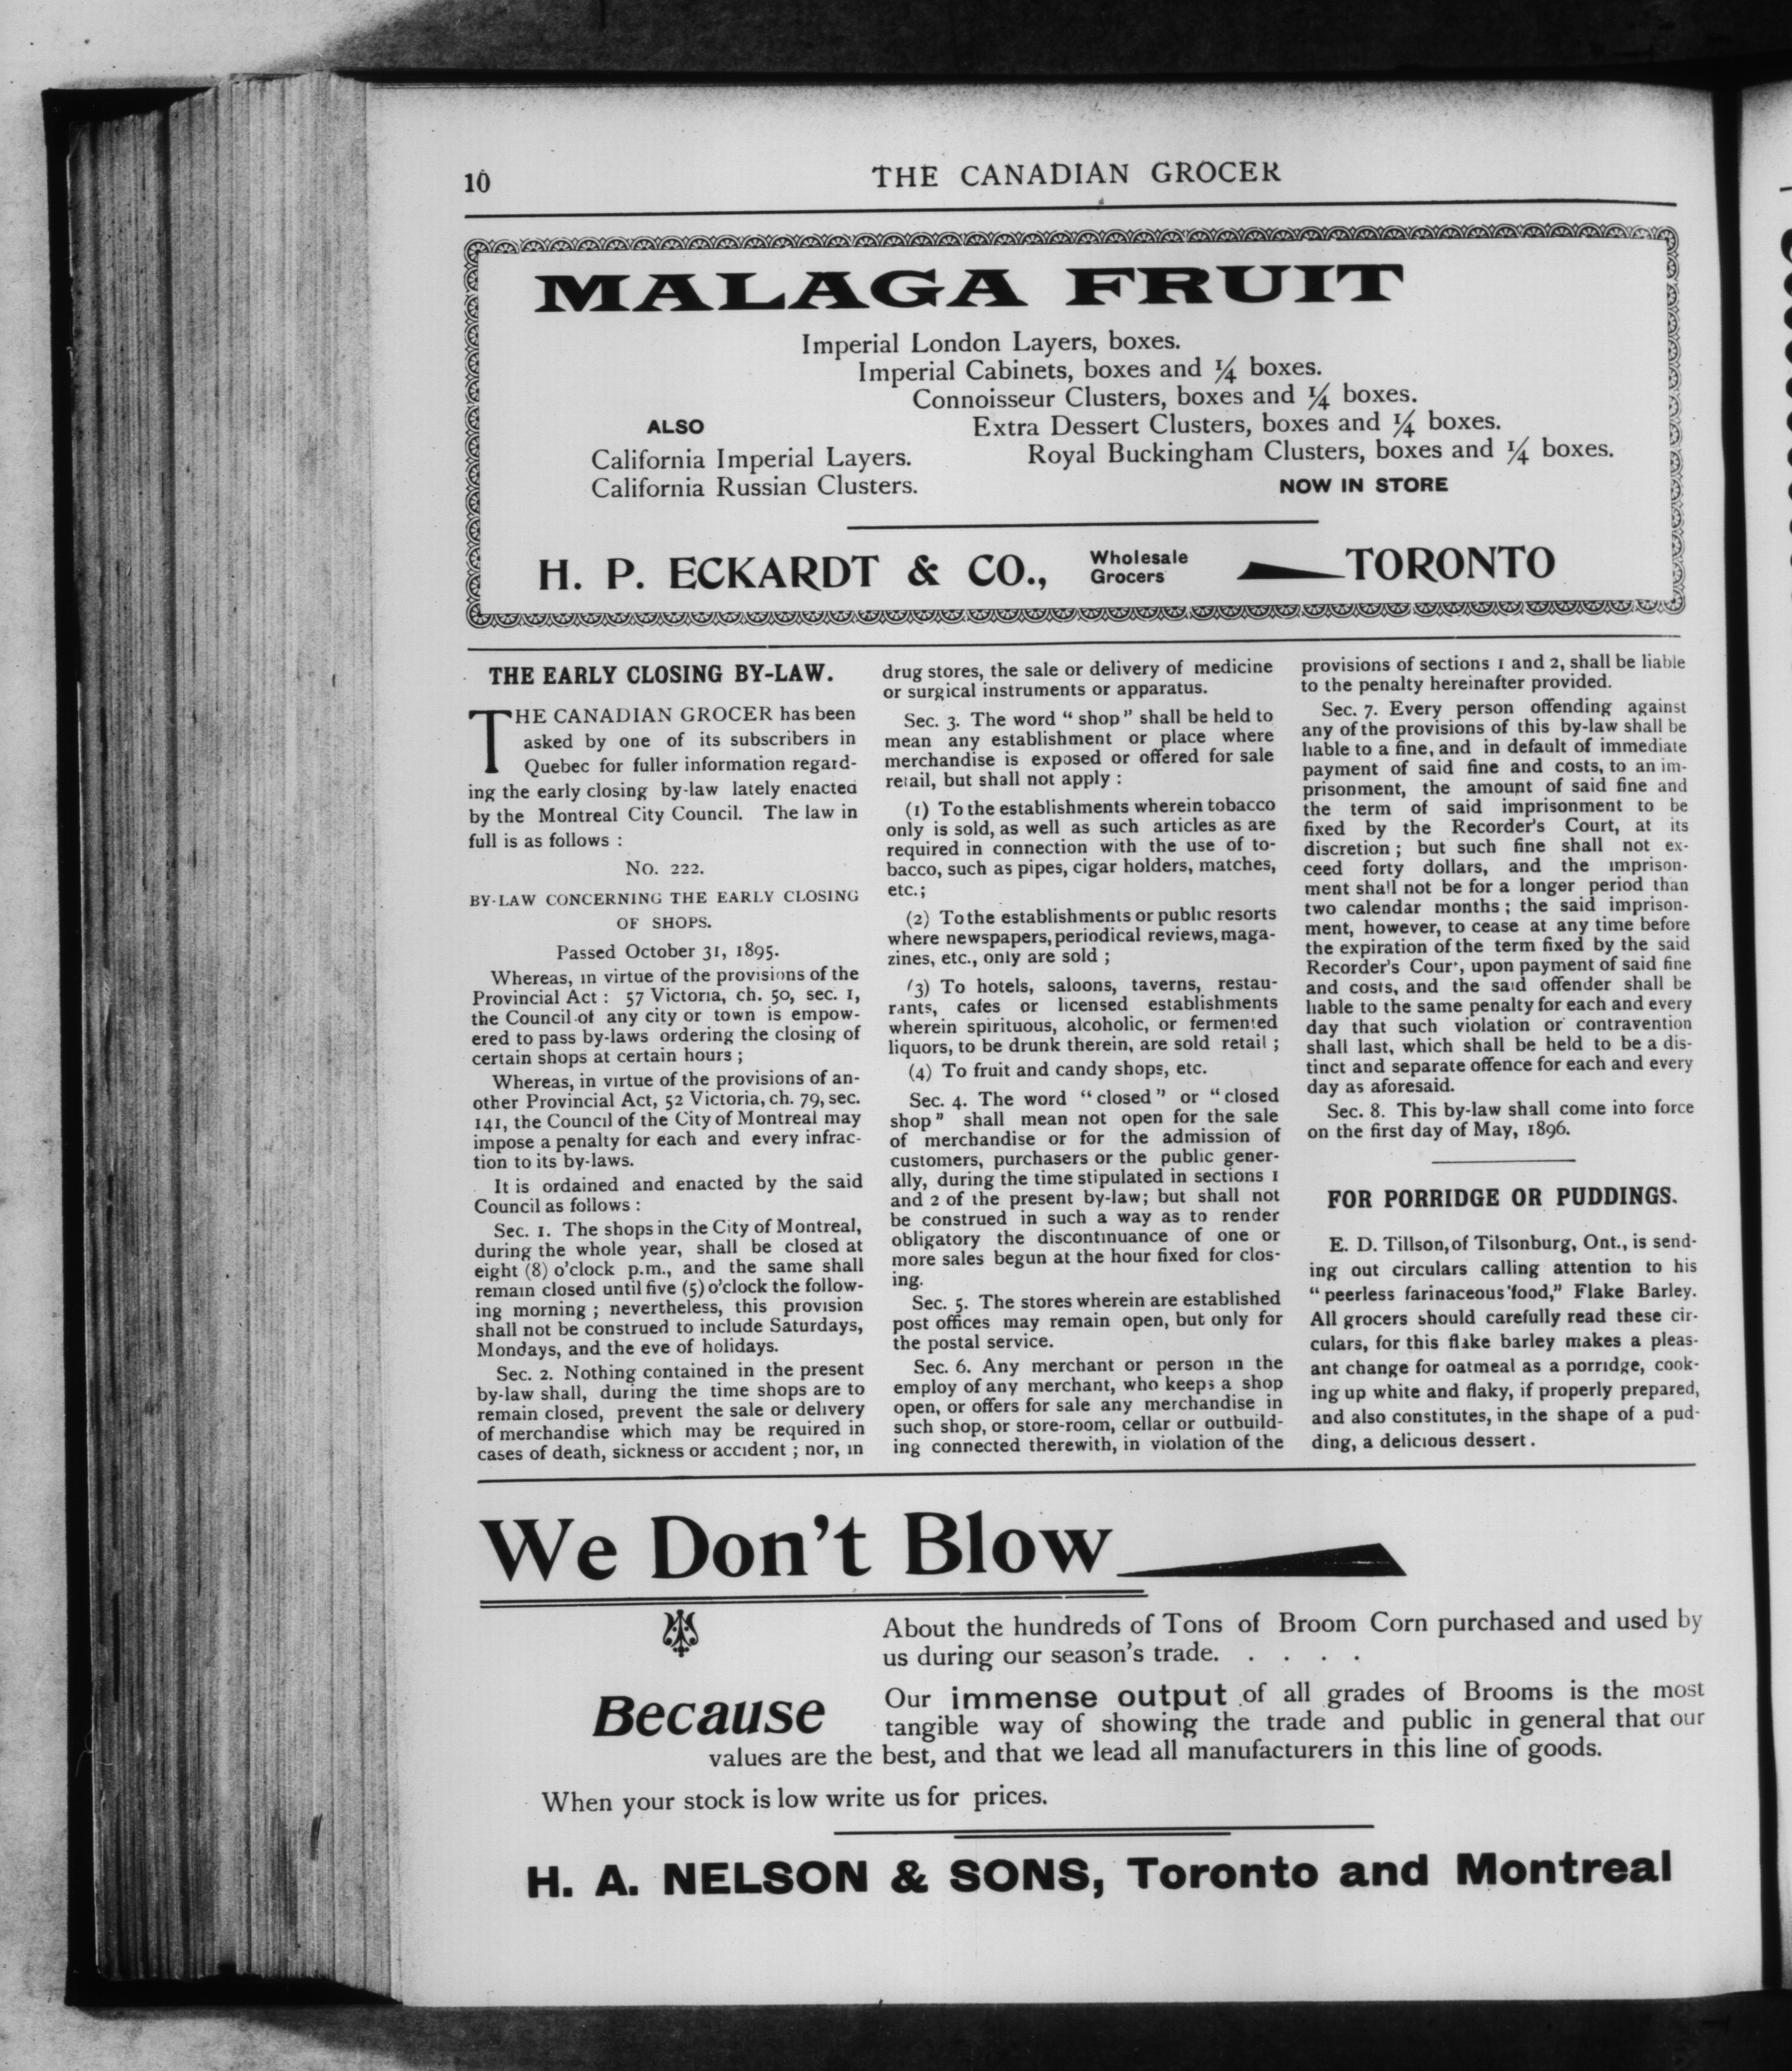 10
THE CANADIAN GROCER
MALAGA FRUIT
Imperial London Layers, boxes.
Imperial Cabinets, boxes and ¼ boxes.
Connoisseur Clusters, boxes and ¼ boxes.
Extra Dessert Clusters, boxes and ¼ boxes.
Royal Buckingham Clusters, boxes and ¼ boxes.
ALSO
California Imperial Layers.
California Russian Clusters.
NOW IN STORE
H. P. ECKARDT & CO., Wholesale Grocers TORONTO
THE EARLY CLOSING BY-LAW.
THE CANADIAN GROCER has been
asked by one of its subscribers in
Quebec for fuller information regard-
ing the early closing by-law lately enacted
by the Montreal City Council. The law in
full is as follows :
No. 222.
BY-LAW CONCERNING THE EARLY CLOSING
OF SHOPS.
Passed October 31, 1895.
Whereas, in virtue of the provisions of the
Provincial Act : 57 Victoria, ch. 50, sec. 1,
the Council of any city or town is empow-
ered to pass by-laws ordering the closing of
certain shops at certain hours ;
Whereas, in virtue of the provisions of an-
other Provincial Act, 52 Victoria, ch. 79, sec.
141, the Council of the City of Montreal may
impose a penalty for each and every infrac-
tion to its by-laws.
It is ordained and enacted by the said
Council as follows :
Sec. 1. The shops in the City of Montreal,
during the whole year, shall be closed at
eight (8) o'clock p.m., and the same shall
remain closed until five (5) o'clock the follow-
ing morning ; nevertheless, this provision
shall not be construed to include Saturdays,
Mondays, and the eve of holidays.
Sec. 2. Nothing contained in the present
by-law shall, during the time shops are to
remain closed, prevent the sale or delivery
of merchandise which may be required in
cases of death, sickness or accident ; nor, in
drug stores, the sale or delivery of medicine
or surgical instruments or apparatus.
Sec. 3. The word “ shop ” shall be held to
mean any establishment or place where
merchandise is exposed or offered for sale
retail, but shall not apply :
(1) To the establishments wherein tobacco
only is sold, as well as such articles as are
required in connection with the use of to-
bacco, such as pipes, cigar holders, matches,
etc.;
(2) To the establishments or public resorts
where newspapers, periodical reviews, maga-
zines, etc., only are sold ;
(3) To hotels, saloons, taverns, restau-
rants, cafes or licensed establishments
wherein spirituous, alcoholic, or fermented
liquors, to be drunk therein, are sold retail ;
(4) To fruit and candy shops, etc.
Sec. 4. The word “closed” or “closed
shop” shall mean not open for the sale
of merchandise or for the admission of
customers, purchasers or the public gener-
ally, during the time stipulated in sections 1
and 2 of the present by-law; but shall not
be construed in such a way as to render
obligatory the discontinuance of one or
more sales begun at the hour fixed for clos-
ing.
Sec. 5. The stores wherein are established
post offices may remain open, but only for
the postal service.
Sec. 6. Any merchant or person in the
employ of any merchant, who keeps a shop
open, or offers for sale any merchandise in
such shop, or store-room, cellar or outbuild-
ing connected therewith, in violation of the
provisions of sections 1 and 2, shall be liable
to the penalty hereinafter provided.
Sec. 7. Every person offending against
any of the provisions of this by-law shall be
liable to a fine, and in default of immediate
payment of said fine and costs, to an im-
prisonment, the amount of said fine and
the term of said imprisonment to be
fixed by the Recorder's Court, at its
discretion ; but such fine shall not ex-
ceed forty dollars, and the imprison-
ment shall not be for a longer period than
two calendar months ; the said imprison-
ment, however, to cease at any time before
the expiration of the term fixed by the said
Recorder's Court, upon payment of said fine
and costs, and the said offender shall be
liable to the same penalty for each and every
day that such violation or contravention
shall last, which shall be held to be a dis-
tinct and separate offence for each and every
day as aforesaid.
Sec. 8. This by-law shall come into force
on the first day of May, 1896.
FOR PORRIDGE OR PUDDINGS.
E. D. Tillson, of Tilsonburg, Ont., is send-
ing out circulars calling attention to his
“ peerless farinaceous food,” Flake Barley.
All grocers should carefully read these cir-
culars, for this flake barley makes a pleas-
ant change for oatmeal as a porridge, cook-
ing up white and flaky, if properly prepared,
and also constitutes, in the shape of a pud-
ding, a delicious dessert.
We Don't Blow
About the hundreds of Tons of Broom Corn purchased and used by
us during our season's trade. . . . .
Because Our immense output of all grades of Brooms is the most
tangible way of showing the trade and public in general that our
values are the best, and that we lead all manufacturers in this line of goods.
When your stock is low write us for prices.
H. A. NELSON & SONS, Toronto and Montreal